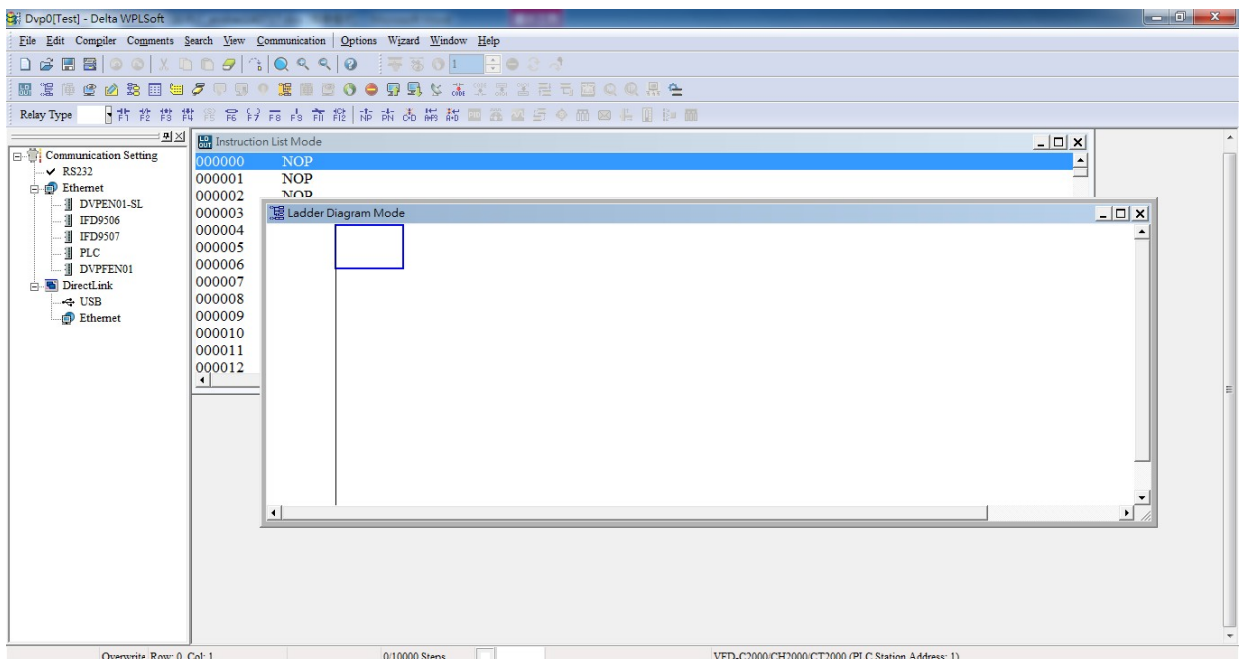 Dvp0[Test] - Delta WPLSoft
File Edit Compiler Comments Search View Communication Options Wizard Window Help
1
Relay Type
Communication Setting
RS232
Ethernet
DVPEN01-SL
IFD9506
IFD9507
PLC
DVPFEN01
DirectLink
USB
Ethernet
Instruction List Mode
000000 NOP
000001 NOP
000002 NOP
000003
000004
000005
000006
000007
000008
000009
000010
000011
000012
Ladder Diagram Mode
Overwrite Row: 0, Col: 1 0/10000 Steps VFD-C2000/CH2000/CT2000 (PLC Station Address: 1)